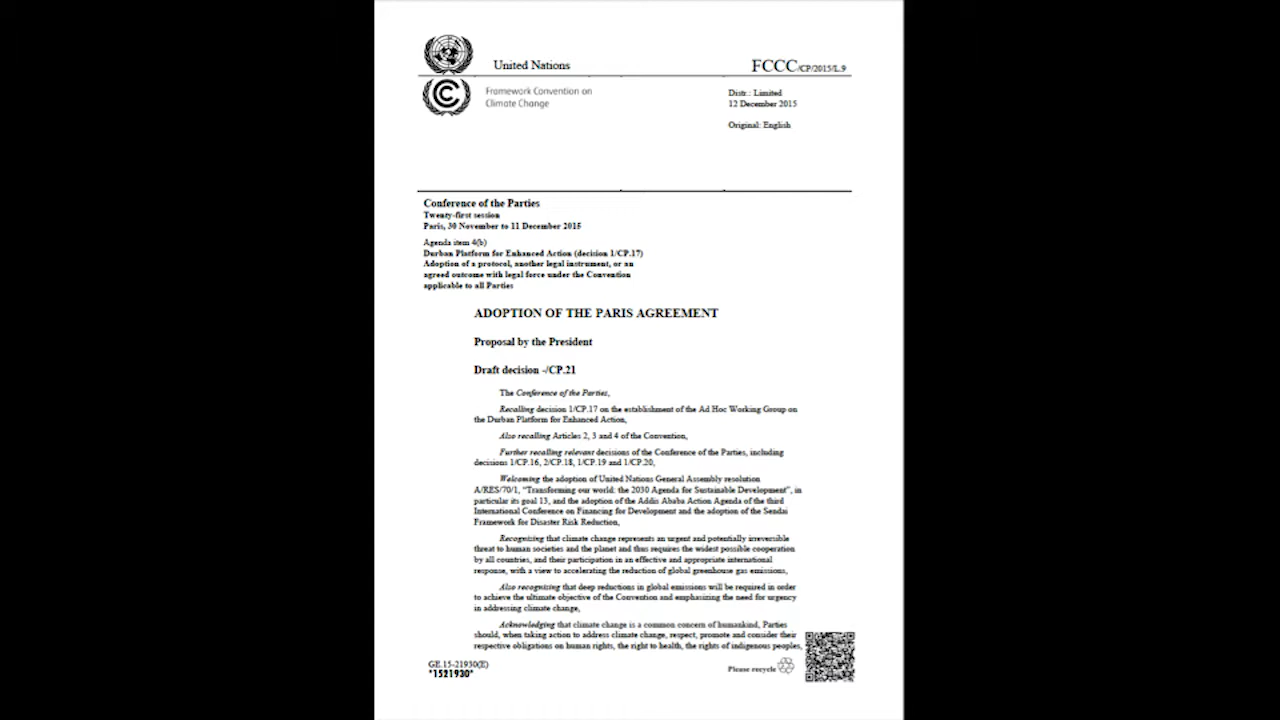 United Nations
FCCC/CP/2015/L.9
Framework Convention on
Climate Change
Distr.: Limited
12 December 2015
Original: English
Conference of the Parties
Twenty-first session
Paris, 30 November to 11 December 2015
Agenda item 4(b)
Durban Platform for Enhanced Action (decision 1/CP.17)
Adoption of a protocol, another legal instrument, or an
agreed outcome with legal force under the Convention
applicable to all Parties
ADOPTION OF THE PARIS AGREEMENT
Proposal by the President
Draft decision -/CP.21
The Conference of the Parties,
Recalling decision 1/CP.17 on the establishment of the Ad Hoc Working Group on
the Durban Platform for Enhanced Action,
Also recalling Articles 2, 3 and 4 of the Convention,
Further recalling relevant decisions of the Conference of the Parties, including
decisions 1/CP.16, 2/CP.18, 1/CP.19 and 1/CP.20,
Welcoming the adoption of United Nations General Assembly resolution
A/RES/70/1, “Transforming our world: the 2030 Agenda for Sustainable Development”, in
particular its goal 13, and the adoption of the Addis Ababa Action Agenda of the third
International Conference on Financing for Development and the adoption of the Sendai
Framework for Disaster Risk Reduction,
Recognizing that climate change represents an urgent and potentially irreversible
threat to human societies and the planet and thus requires the widest possible cooperation
by all countries, and their participation in an effective and appropriate international
response, with a view to accelerating the reduction of global greenhouse gas emissions,
Also recognizing that deep reductions in global emissions will be required in order
to achieve the ultimate objective of the Convention and emphasizing the need for urgency
in addressing climate change,
Acknowledging that climate change is a common concern of humankind, Parties
should, when taking action to address climate change, respect, promote and consider their
respective obligations on human rights, the right to health, the rights of indigenous peoples,
GE.15-21930(E)
*1521930*
Please recycle